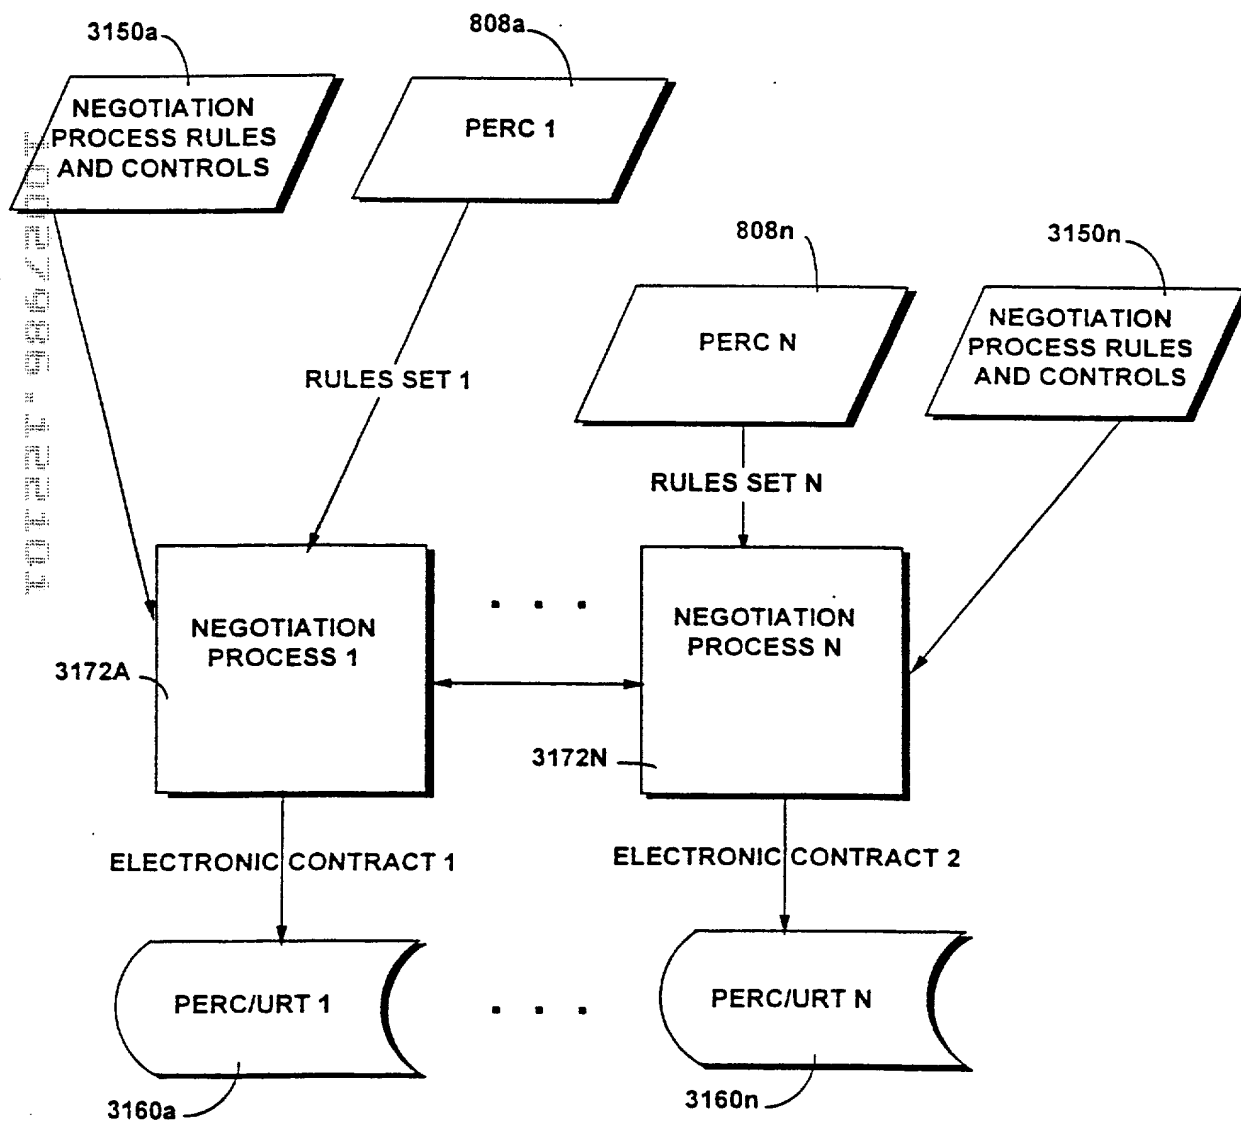 3150a
808a
NEGOTIATION
PROCESS RULES
AND CONTROLS
PERC 1
808n
3150n
PERC N
NEGOTIATION
PROCESS RULES
AND CONTROLS
RULES SET 1
RULES SET N
NEGOTIATION
PROCESS 1
NEGOTIATION
PROCESS N
3172A
3172N
ELECTRONIC CONTRACT 1
ELECTRONIC CONTRACT 2
PERC/URT 1
PERC/URT N
3160a
3160n